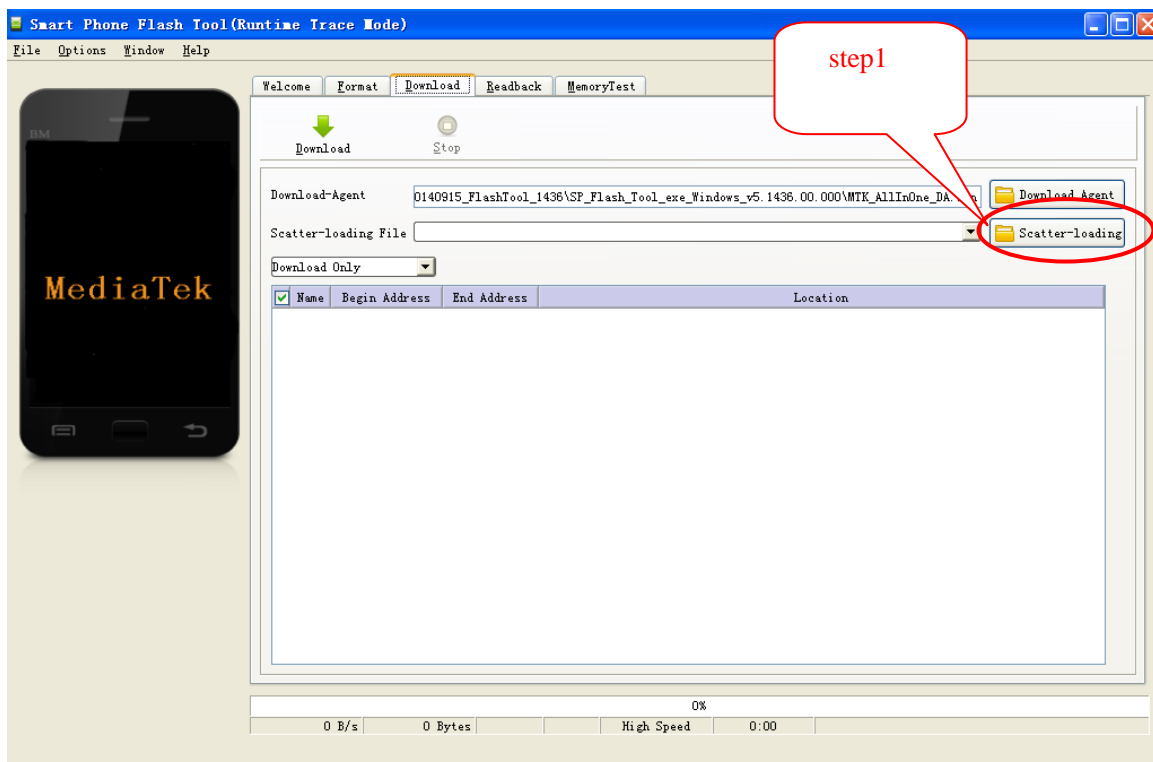 Smart Phone Flash Tool(Runtime Trace Mode)
File Options Window Help
step1
Welcome Format Download Readback MemoryTest
BM
Download Stop
Download-Agent 0140915_FlashTool_1436\SP_Flash_Tool_exe_Windows_v5.1436.00.000\MTK_AllInOne_DA. Download Agent
Scatter-loading File Scatter-loading
Download Only
MediaTek
Name Begin Address End Address Location
0%
0 B/s 0 Bytes High Speed 0:00